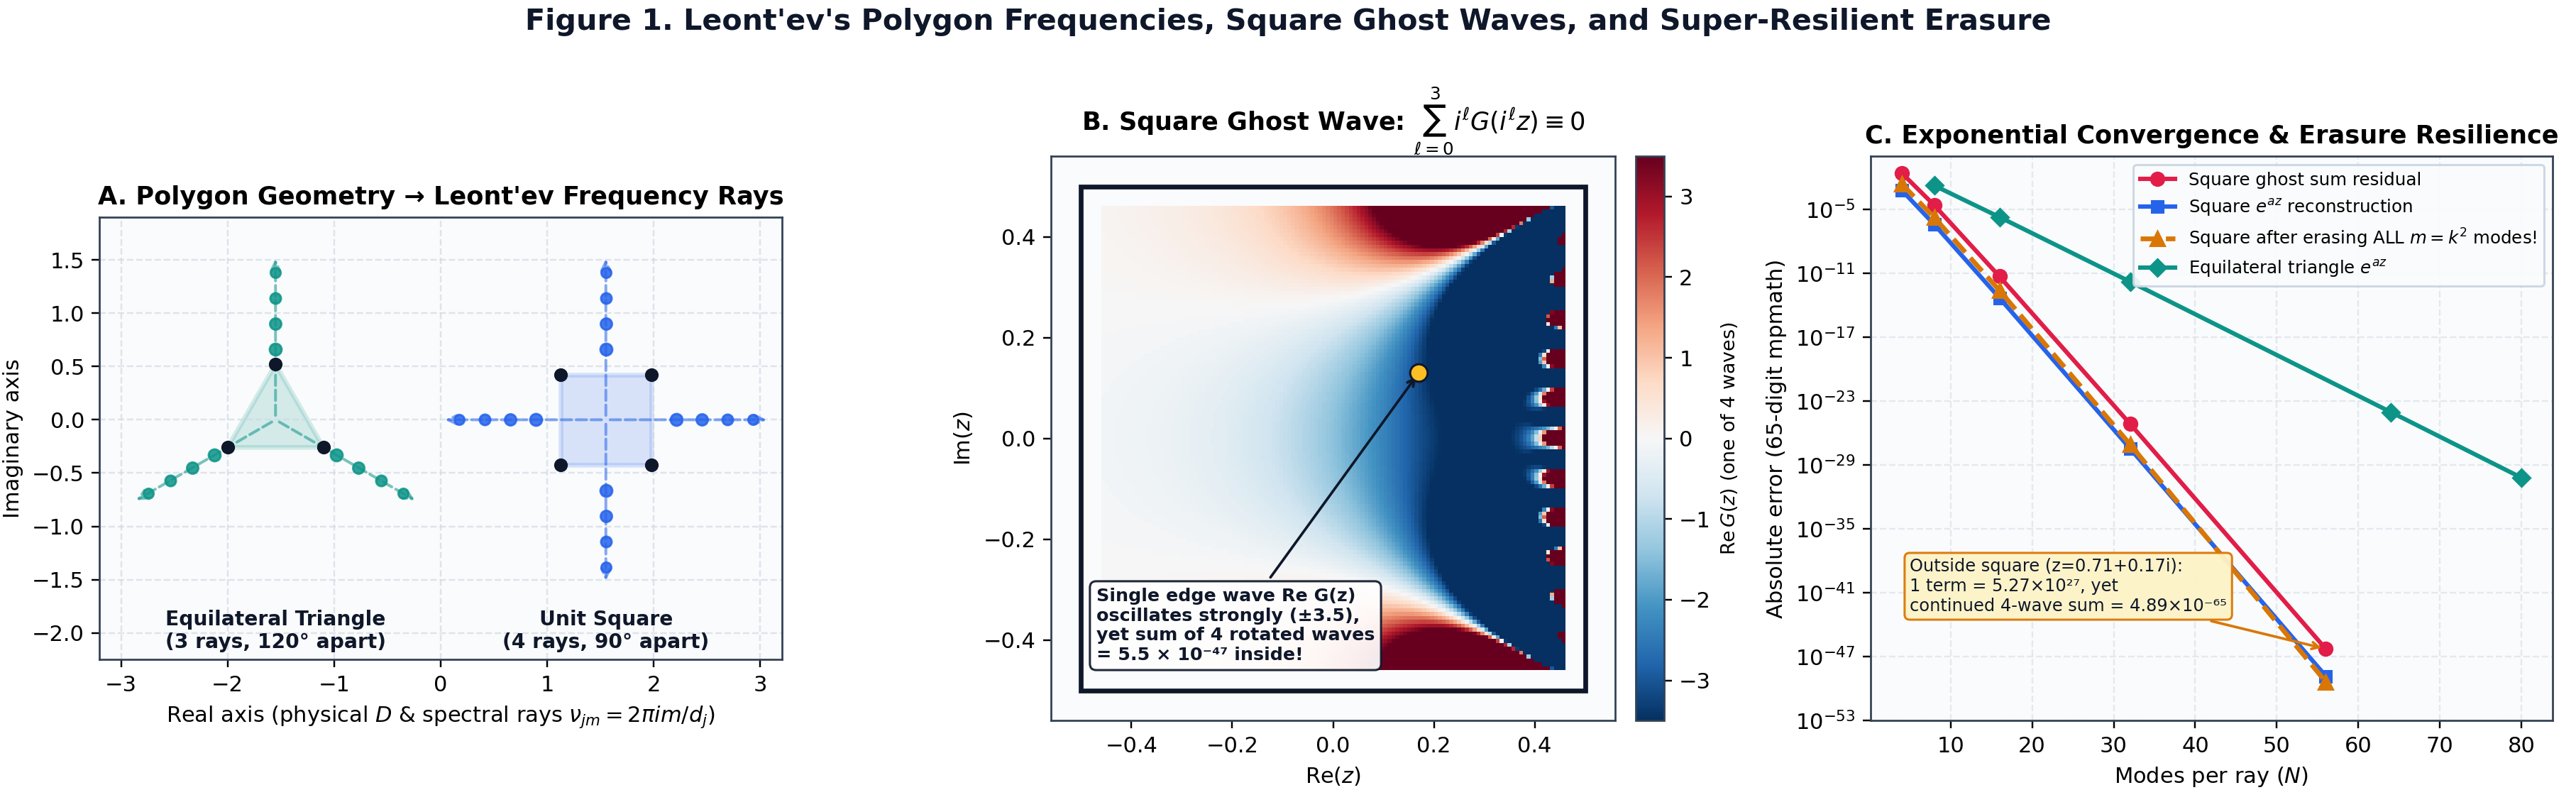 Figure 1. Leont'ev's Polygon Frequencies, Square Ghost Waves, and Super-Resilient Erasure
A. Polygon Geometry → Leont'ev Frequency Rays
1.5
1.0
0.5
0.0
−0.5
−1.0
−1.5
−2.0
Imaginary axis
Equilateral Triangle
(3 rays, 120° apart)
Unit Square
(4 rays, 90° apart)
−3 −2 −1 0 1 2 3
Real axis (physical D & spectral rays ν_{jm} = 2πim/d_j)
B. Square Ghost Wave: \sum_{ℓ=0}^{3} i^ℓ G(i^ℓ z) ≡ 0
0.4
0.2
0.0
−0.2
−0.4
Im(z)
Single edge wave Re G(z)
oscillates strongly (±3.5),
yet sum of 4 rotated waves
= 5.5 × 10⁻⁴⁷ inside!
−0.4 −0.2 0.0 0.2 0.4
Re(z)
3
2
1
0
−1
−2
−3
Re G(z) (one of 4 waves)
C. Exponential Convergence & Erasure Resilience
Square ghost sum residual
Square e^{az} reconstruction
Square after erasing ALL m = k² modes!
Equilateral triangle e^{az}
10⁻⁵
10⁻¹¹
10⁻¹⁷
10⁻²³
10⁻²⁹
10⁻³⁵
10⁻⁴¹
10⁻⁴⁷
10⁻⁵³
Absolute error (65-digit mpmath)
Outside square (z=0.71+0.17i):
1 term = 5.27×10²⁷, yet
continued 4-wave sum = 4.89×10⁻⁶⁵
10 20 30 40 50 60 70 80
Modes per ray (N)